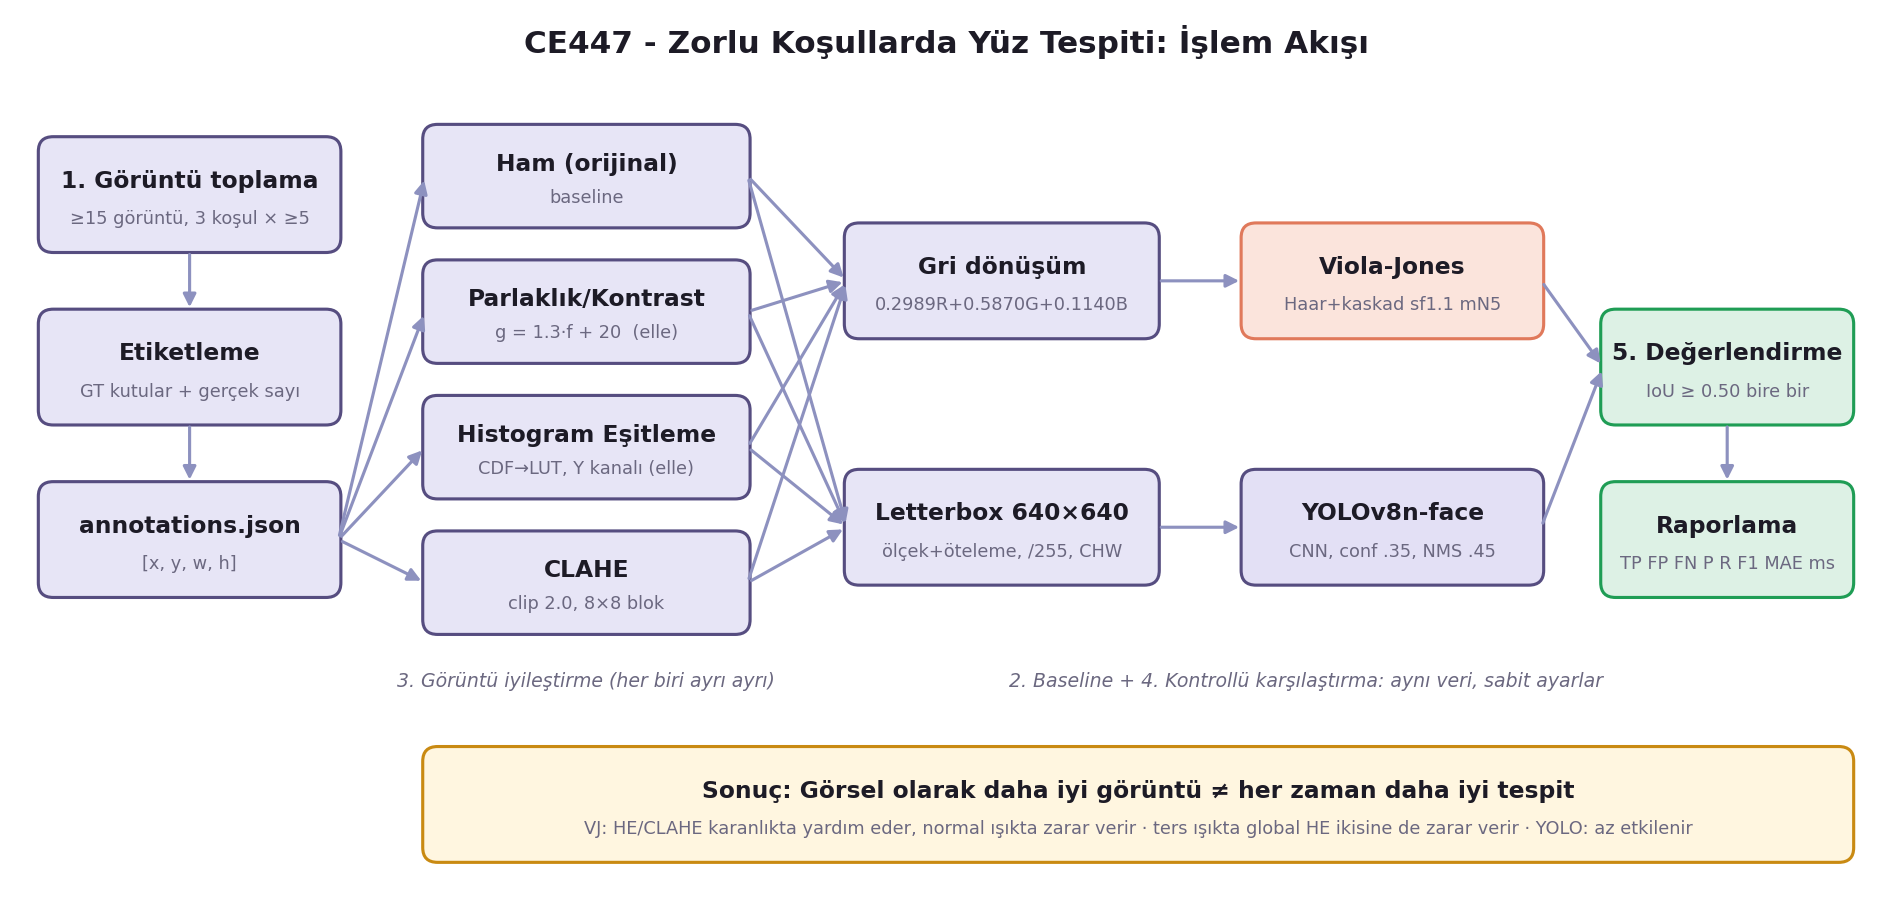 CE447 - Zorlu Koşullarda Yüz Tespiti: İşlem Akışı
1. Görüntü toplama
≥15 görüntü, 3 koşul × ≥5
Etiketleme
GT kutular + gerçek sayı
annotations.json
[x, y, w, h]
Ham (orijinal)
baseline
Parlaklık/Kontrast
g = 1.3·f + 20  (elle)
Histogram Eşitleme
CDF→LUT, Y kanalı (elle)
CLAHE
clip 2.0, 8×8 blok
Gri dönüşüm
0.2989R+0.5870G+0.1140B
Letterbox 640×640
ölçek+öteleme, /255, CHW
Viola-Jones
Haar+kaskad sf1.1 mN5
YOLOv8n-face
CNN, conf .35, NMS .45
5. Değerlendirme
IoU ≥ 0.50 bire bir
Raporlama
TP FP FN P R F1 MAE ms
3. Görüntü iyileştirme (her biri ayrı ayrı)
2. Baseline + 4. Kontrollü karşılaştırma: aynı veri, sabit ayarlar
Sonuç: Görsel olarak daha iyi görüntü ≠ her zaman daha iyi tespit
VJ: HE/CLAHE karanlıkta yardım eder, normal ışıkta zarar verir · ters ışıkta global HE ikisine de zarar verir · YOLO: az etkilenir